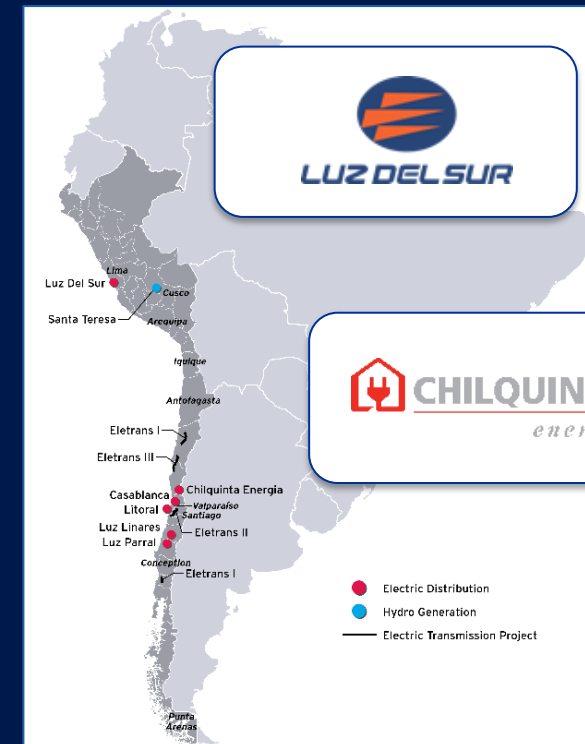 LUZ DEL SUR
Lima
Luz Del Sur
Cusco
Santa Teresa
Arequipa
Iquique
CHILQUIN
ener
Antofagasta
Eletrans I
Eletrans III
Chilquinta Energia
Casablanca
Valparaíso
Litoral
Santiago
Luz Linares
Eletrans II
Luz Parral
Conception
Eletrans I
Electric Distribution
Hydro Generation
Electric Transmission Project
Punta
Arenas